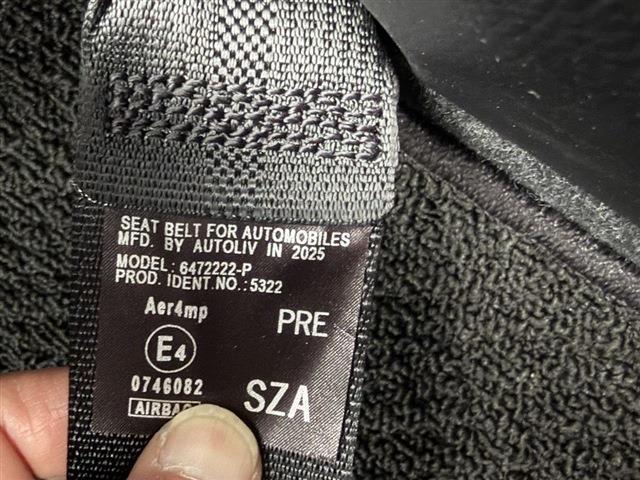 SEAT BELT FOR AUTOMOBILES
MFD. BY AUTOLIV IN 2025
MODEL: 6472222-P
PROD. IDENT.NO.:5322
Aer4mp
PRE
E4
0746082
SZA